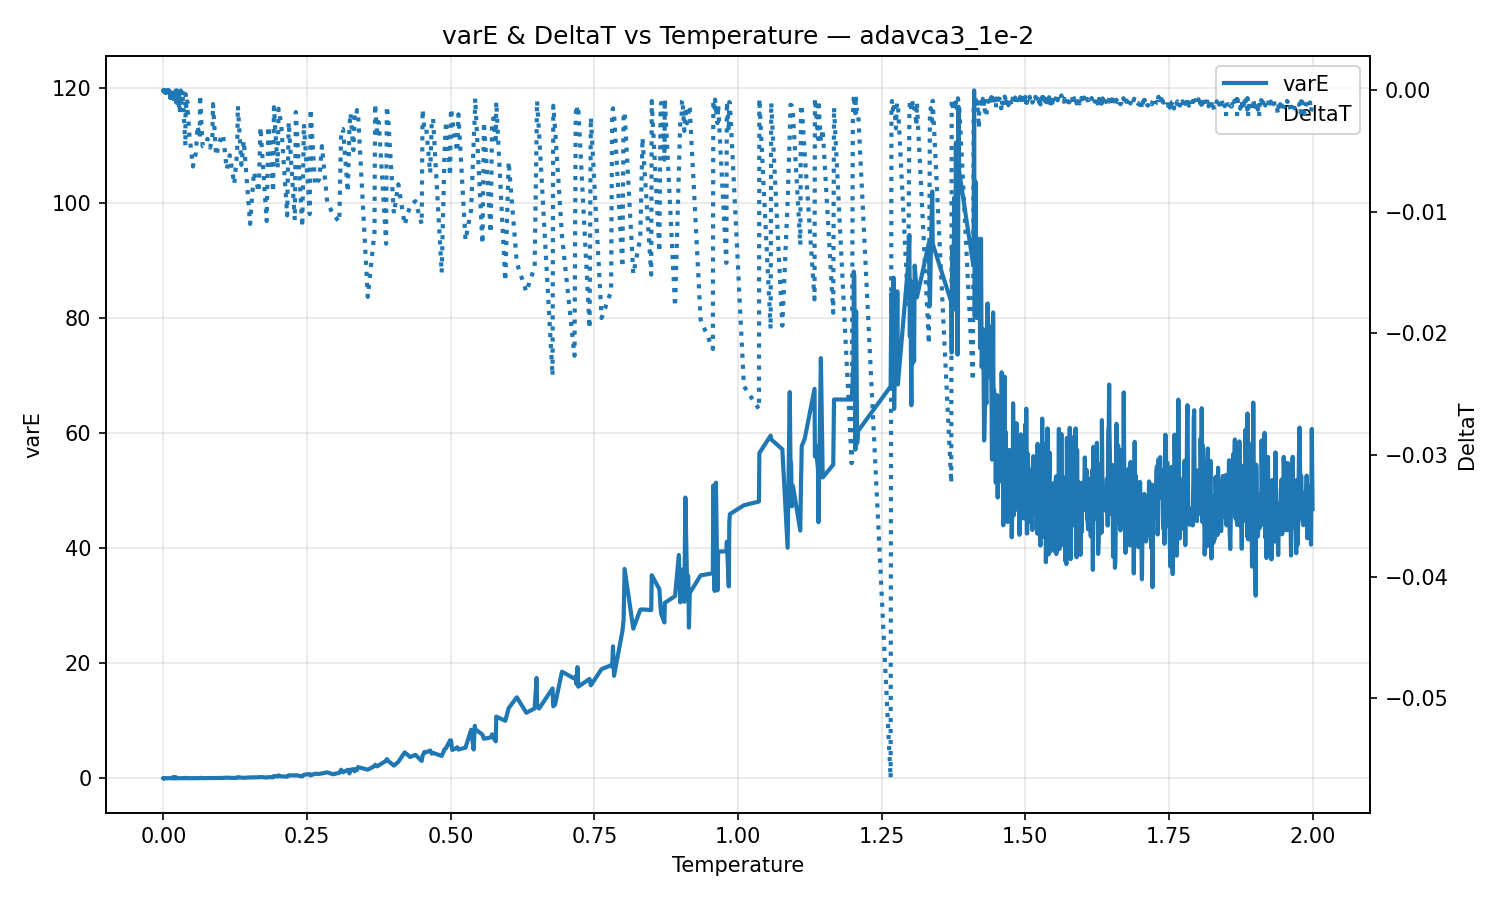 varE & DeltaT vs Temperature — adavca3_1e-2
varE
DeltaT
120
100
80
60
40
20
0
varE
0.00
−0.01
−0.02
−0.03
−0.04
−0.05
DeltaT
0.00 0.25 0.50 0.75 1.00 1.25 1.50 1.75 2.00
Temperature